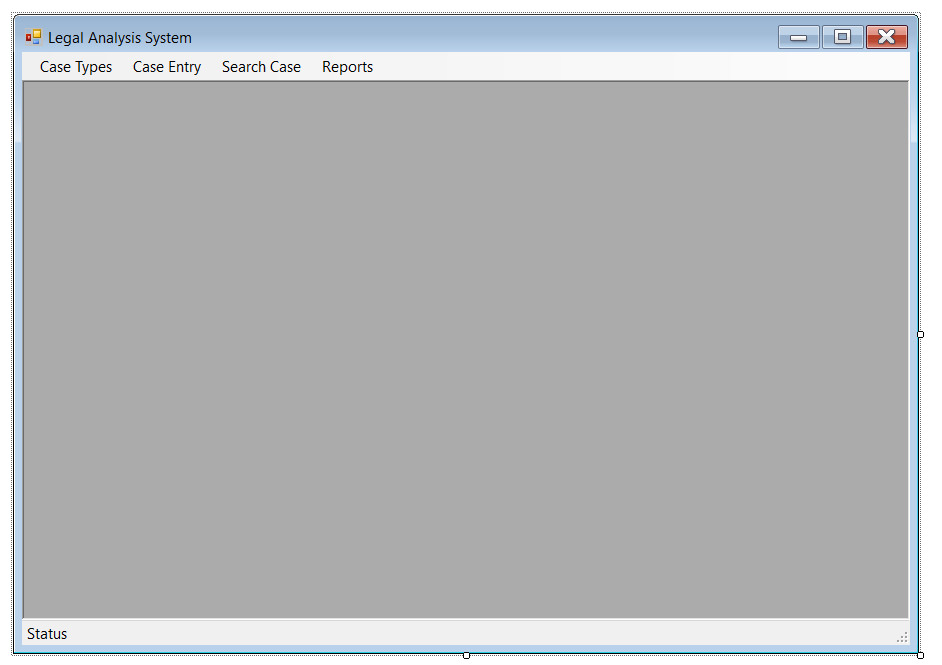 Legal Analysis System
Case Types Case Entry Search Case Reports
Status